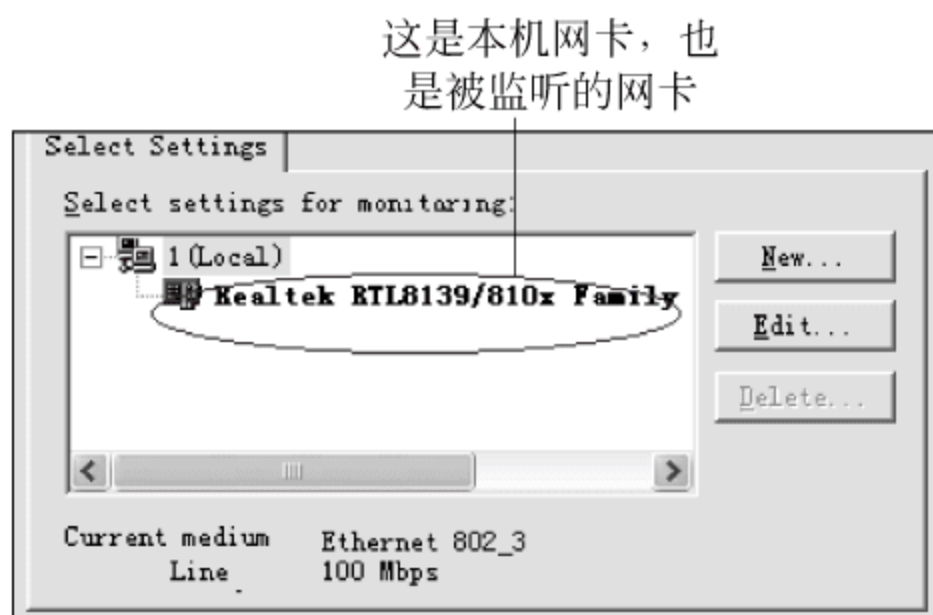 这是本机网卡，也
是被监听的网卡
Select Settings
Select settings for monitoring:
1(Local)
New...
Realtek RTL8139/810x Family
Edit...
Delete...
Current medium Ethernet 802_3
Line 100 Mbps